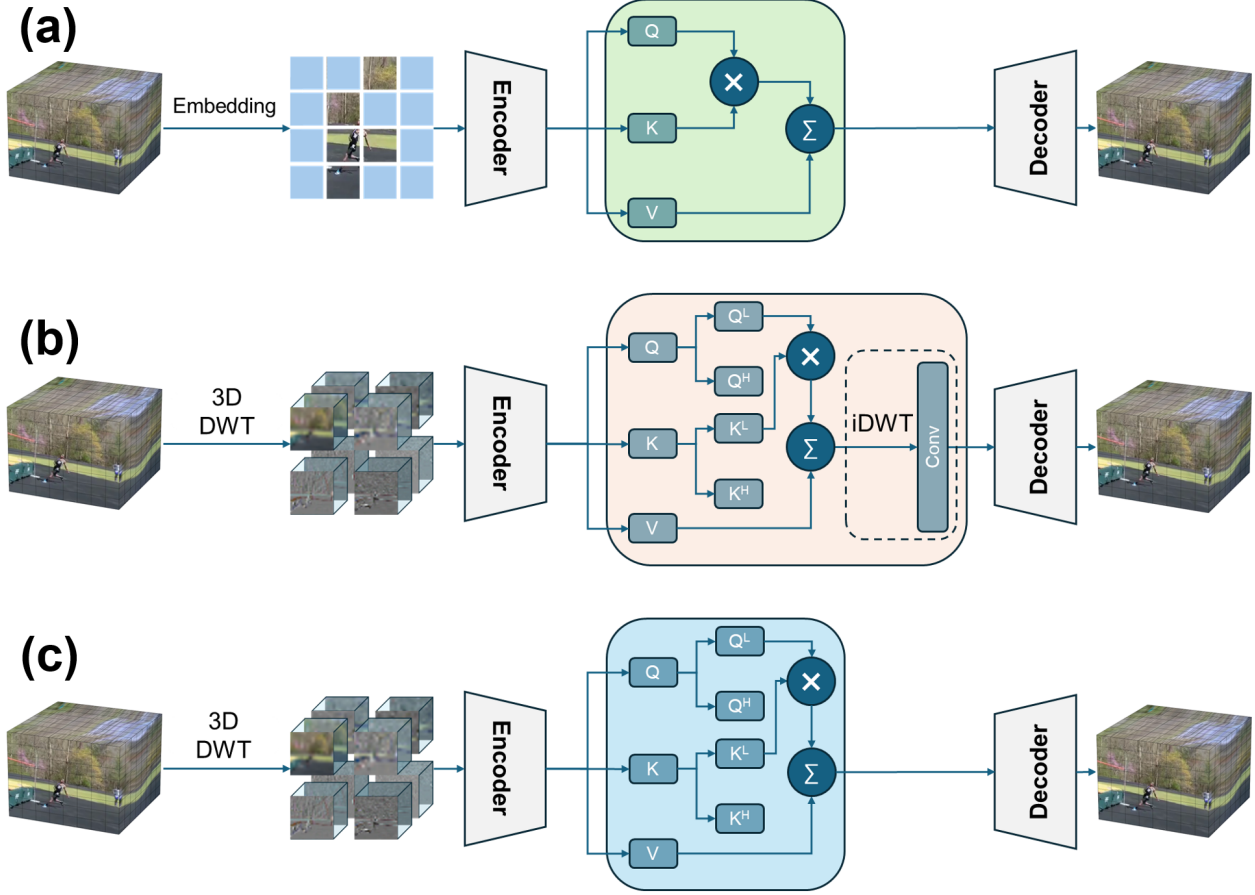 (a)
Embedding
Encoder
Q
K
V
×
Σ
Decoder
(b)
3D
DWT
Encoder
Q
K
V
Q^L
Q^H
K^L
K^H
×
Σ
iDWT
Conv
Decoder
(c)
3D
DWT
Encoder
Q
K
V
Q^L
Q^H
K^L
K^H
×
Σ
Decoder